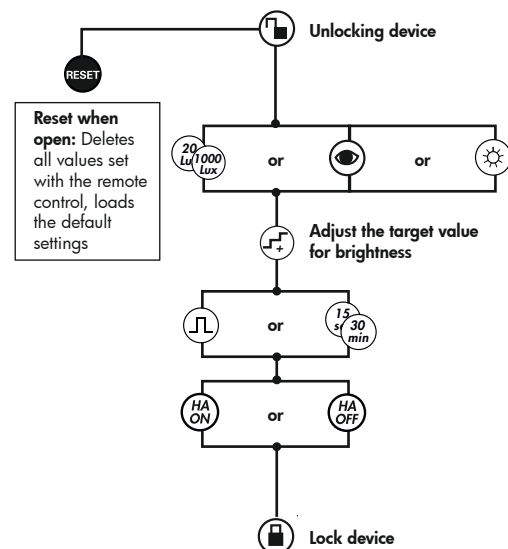 Unlocking device
RESET
Reset when
open: Deletes
all values set
with the remote
control, loads
the default
settings
20
Lu
1000
Lux
or
or
Adjust the target value
for brightness
+
or
15
se
30
min
HA
ON
or
HA
OFF
Lock device